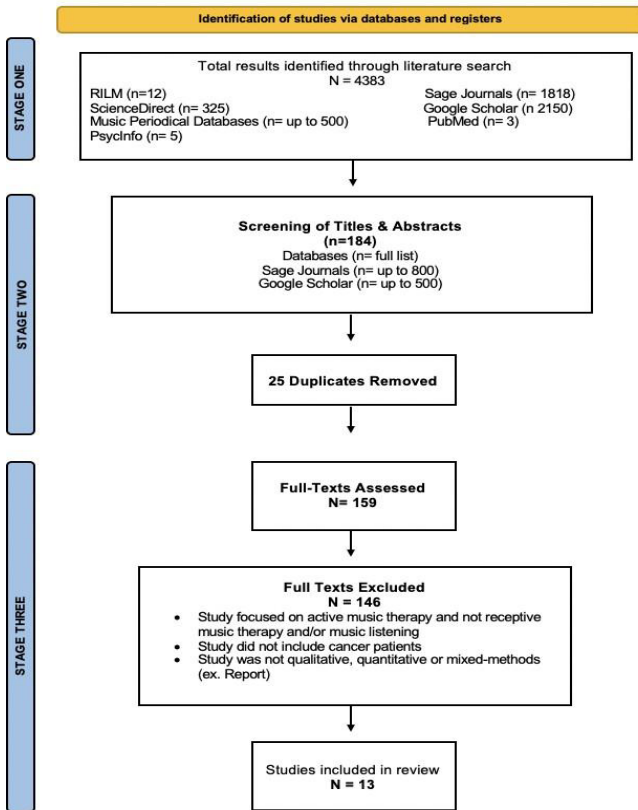 Identification of studies via databases and registers
STAGE ONE
Total results identified through literature search
N = 4383
RILM (n=12)
ScienceDirect (n= 325)
Music Periodical Databases (n= up to 500)
PsycInfo (n= 5)
Sage Journals (n= 1818)
Google Scholar (n 2150)
PubMed (n= 3)
STAGE TWO
Screening of Titles & Abstracts
(n=184)
Databases (n= full list)
Sage Journals (n= up to 800)
Google Scholar (n= up to 500)
25 Duplicates Removed
STAGE THREE
Full-Texts Assessed
N= 159
Full Texts Excluded
N = 146
• Study focused on active music therapy and not receptive
music therapy and/or music listening
• Study did not include cancer patients
• Study was not qualitative, quantitative or mixed-methods
(ex. Report)
Studies included in review
N = 13